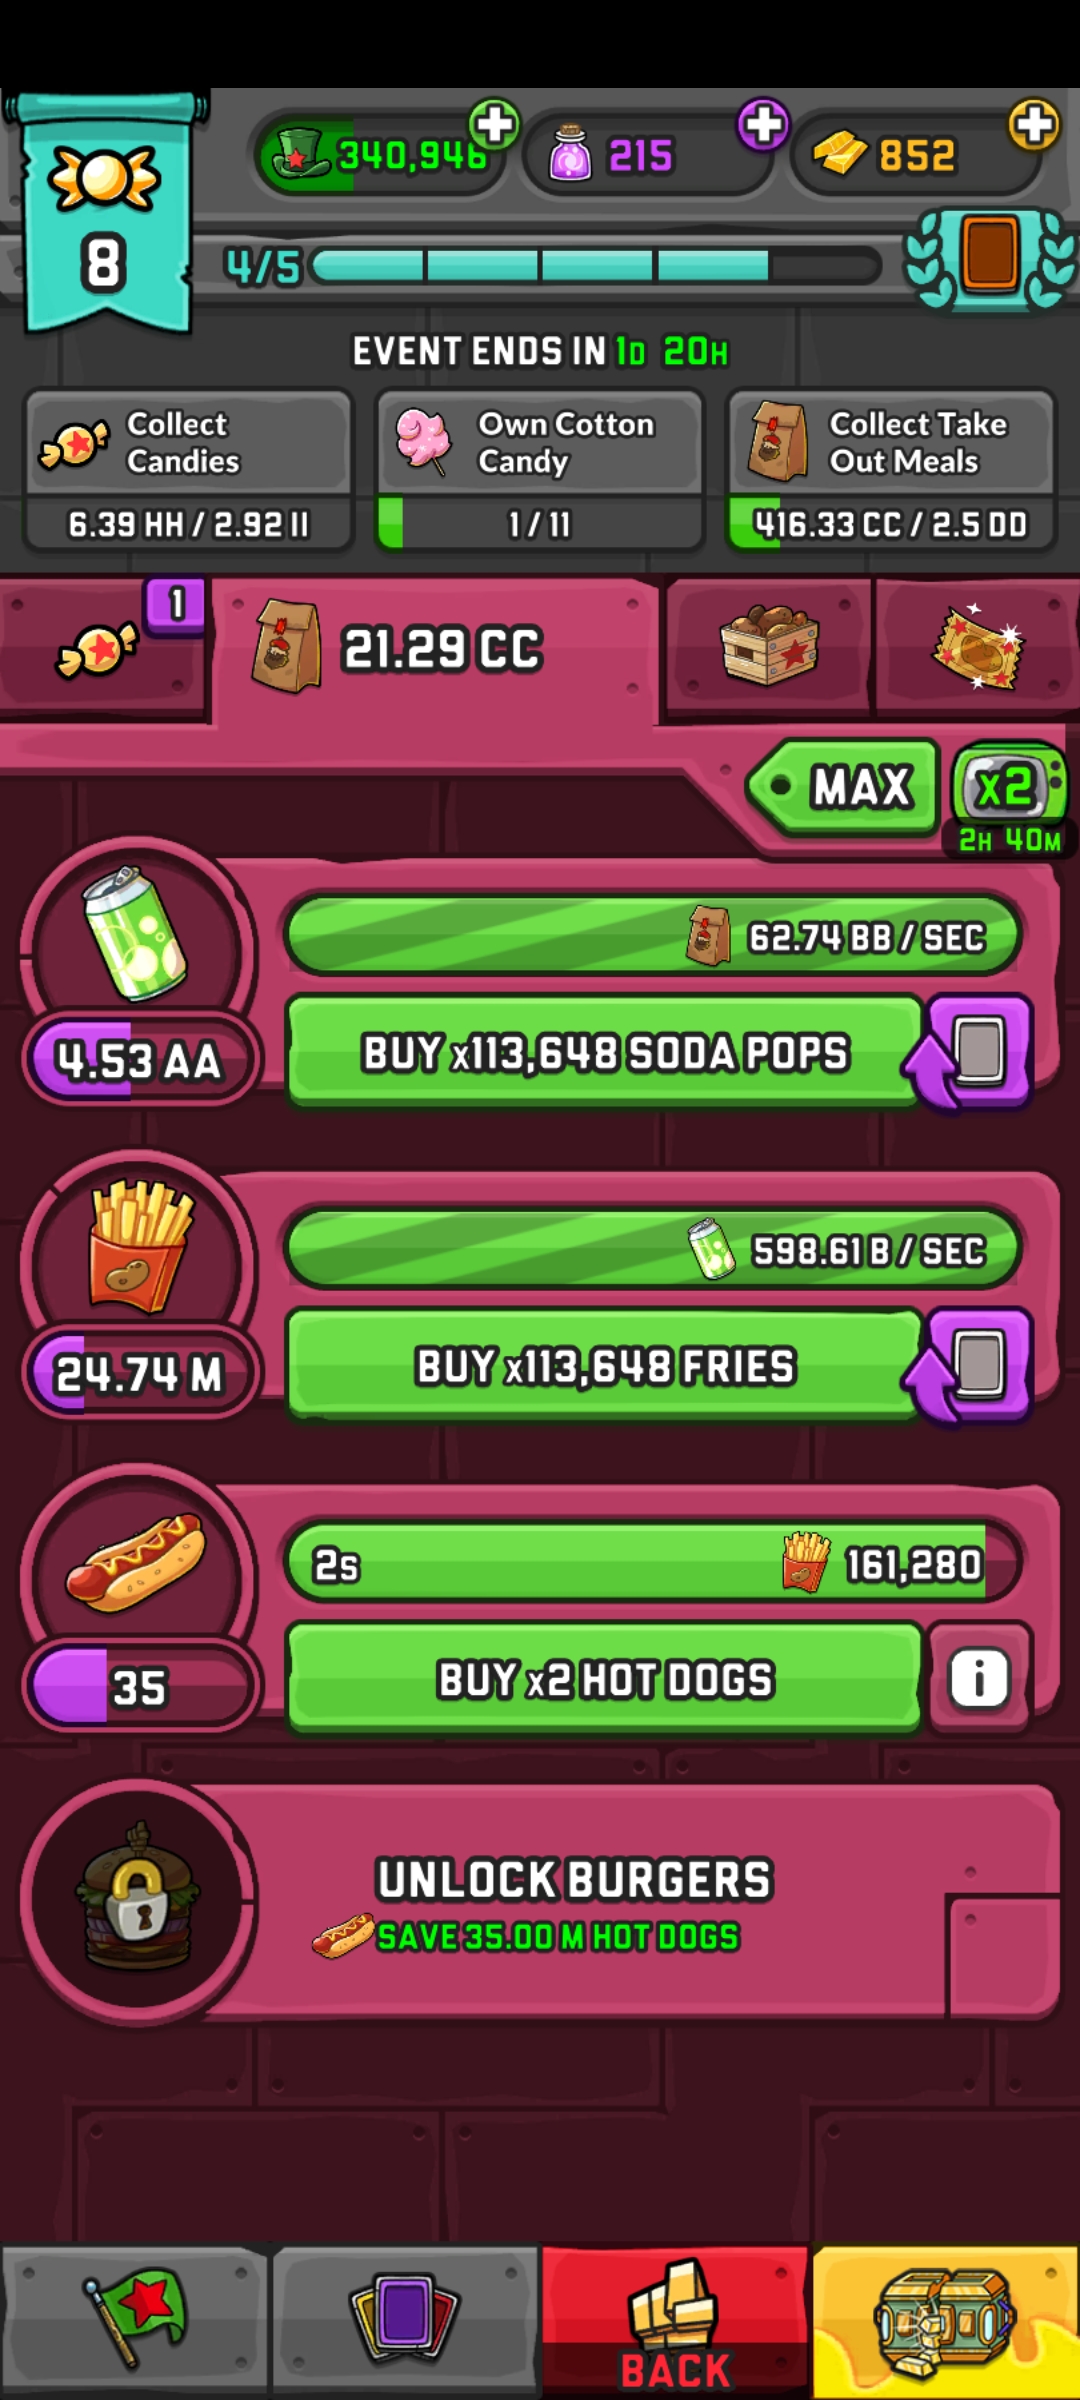 340,946
215
852
8
4/5
EVENT ENDS IN 1D 20H
Collect
Candies
6.39 HH / 2.92 II
Own Cotton
Candy
1 / 11
Collect Take
Out Meals
416.33 CC / 2.5 DD
1
21.29 CC
MAX
x2
2H 40M
62.74 BB / SEC
4.53 AA
BUY x113,648 SODA POPS
598.61 B / SEC
24.74 M
BUY x113,648 FRIES
2s
161,280
35
BUY x2 HOT DOGS
i
UNLOCK BURGERS
SAVE 35.00 M HOT DOGS
BACK